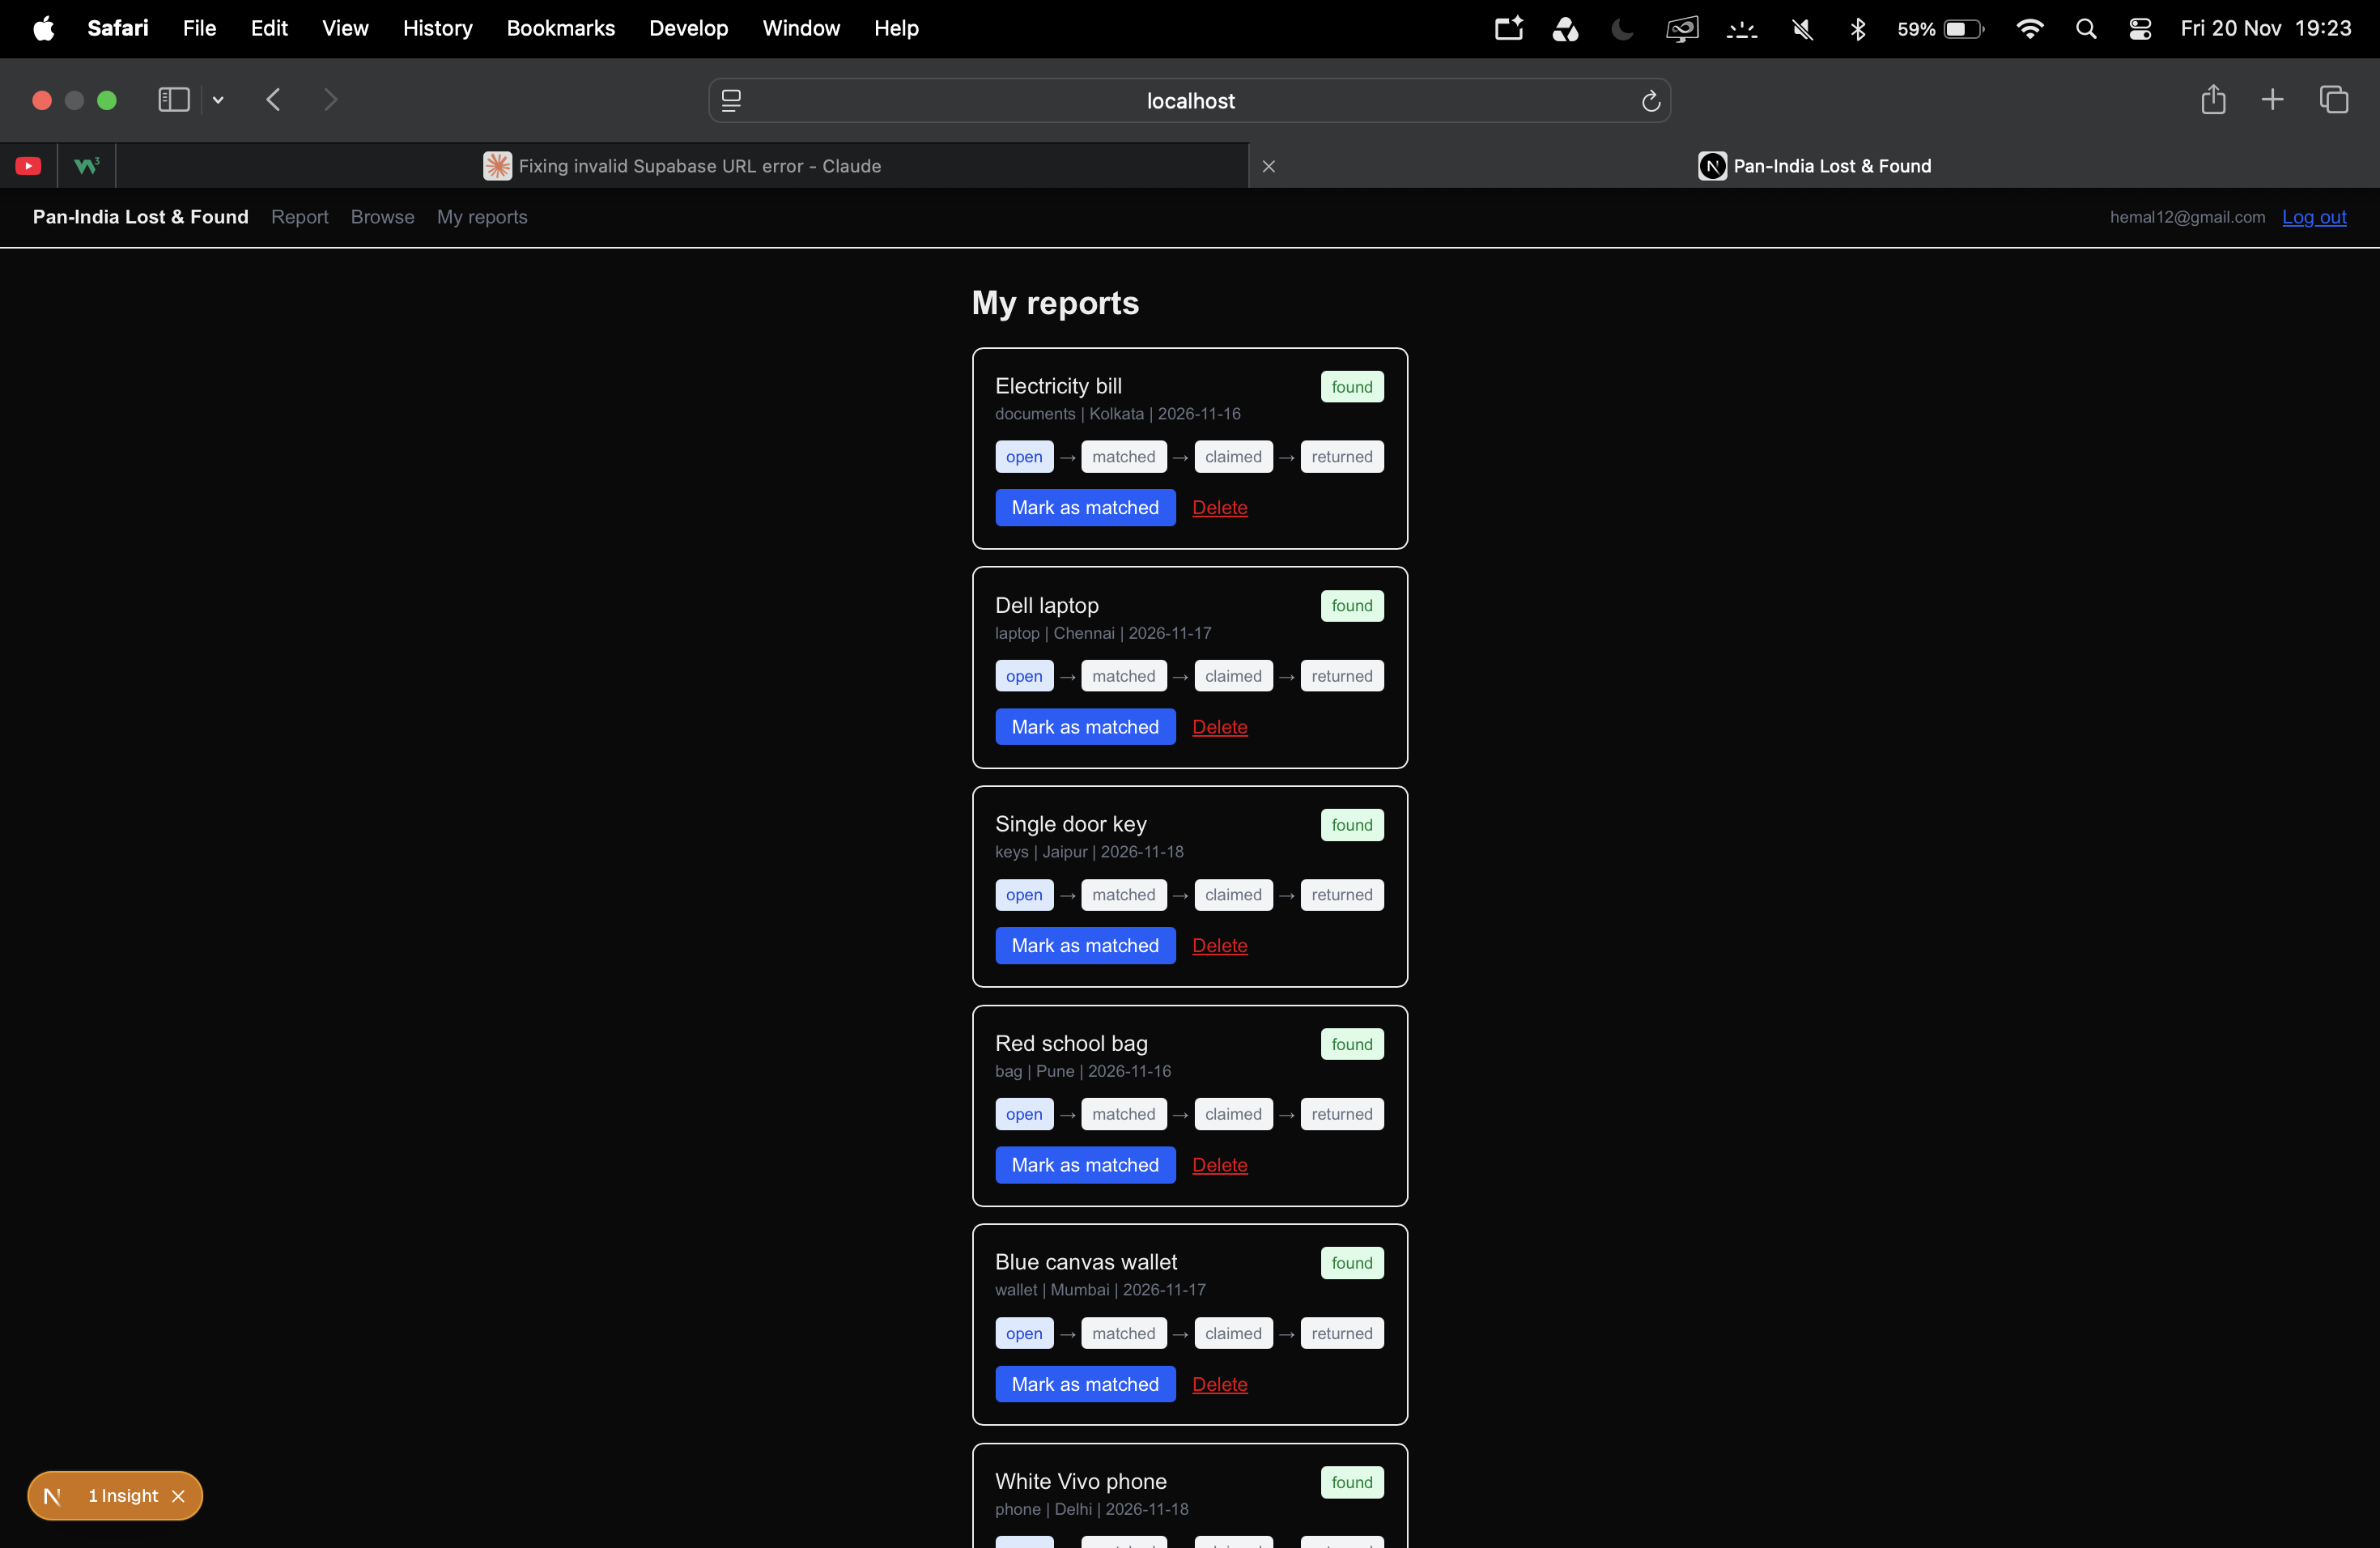 Safari File Edit View History Bookmarks Develop Window Help 59% Fri 20 Nov 19:23
localhost
Fixing invalid Supabase URL error - Claude
Pan-India Lost & Found
Pan-India Lost & Found Report Browse My reports hemal12@gmail.com Log out
My reports
Electricity bill found
documents | Kolkata | 2026-11-16
open → matched → claimed → returned
Mark as matched Delete
Dell laptop found
laptop | Chennai | 2026-11-17
open → matched → claimed → returned
Mark as matched Delete
Single door key found
keys | Jaipur | 2026-11-18
open → matched → claimed → returned
Mark as matched Delete
Red school bag found
bag | Pune | 2026-11-16
open → matched → claimed → returned
Mark as matched Delete
Blue canvas wallet found
wallet | Mumbai | 2026-11-17
open → matched → claimed → returned
Mark as matched Delete
White Vivo phone found
phone | Delhi | 2026-11-18
N 1 Insight